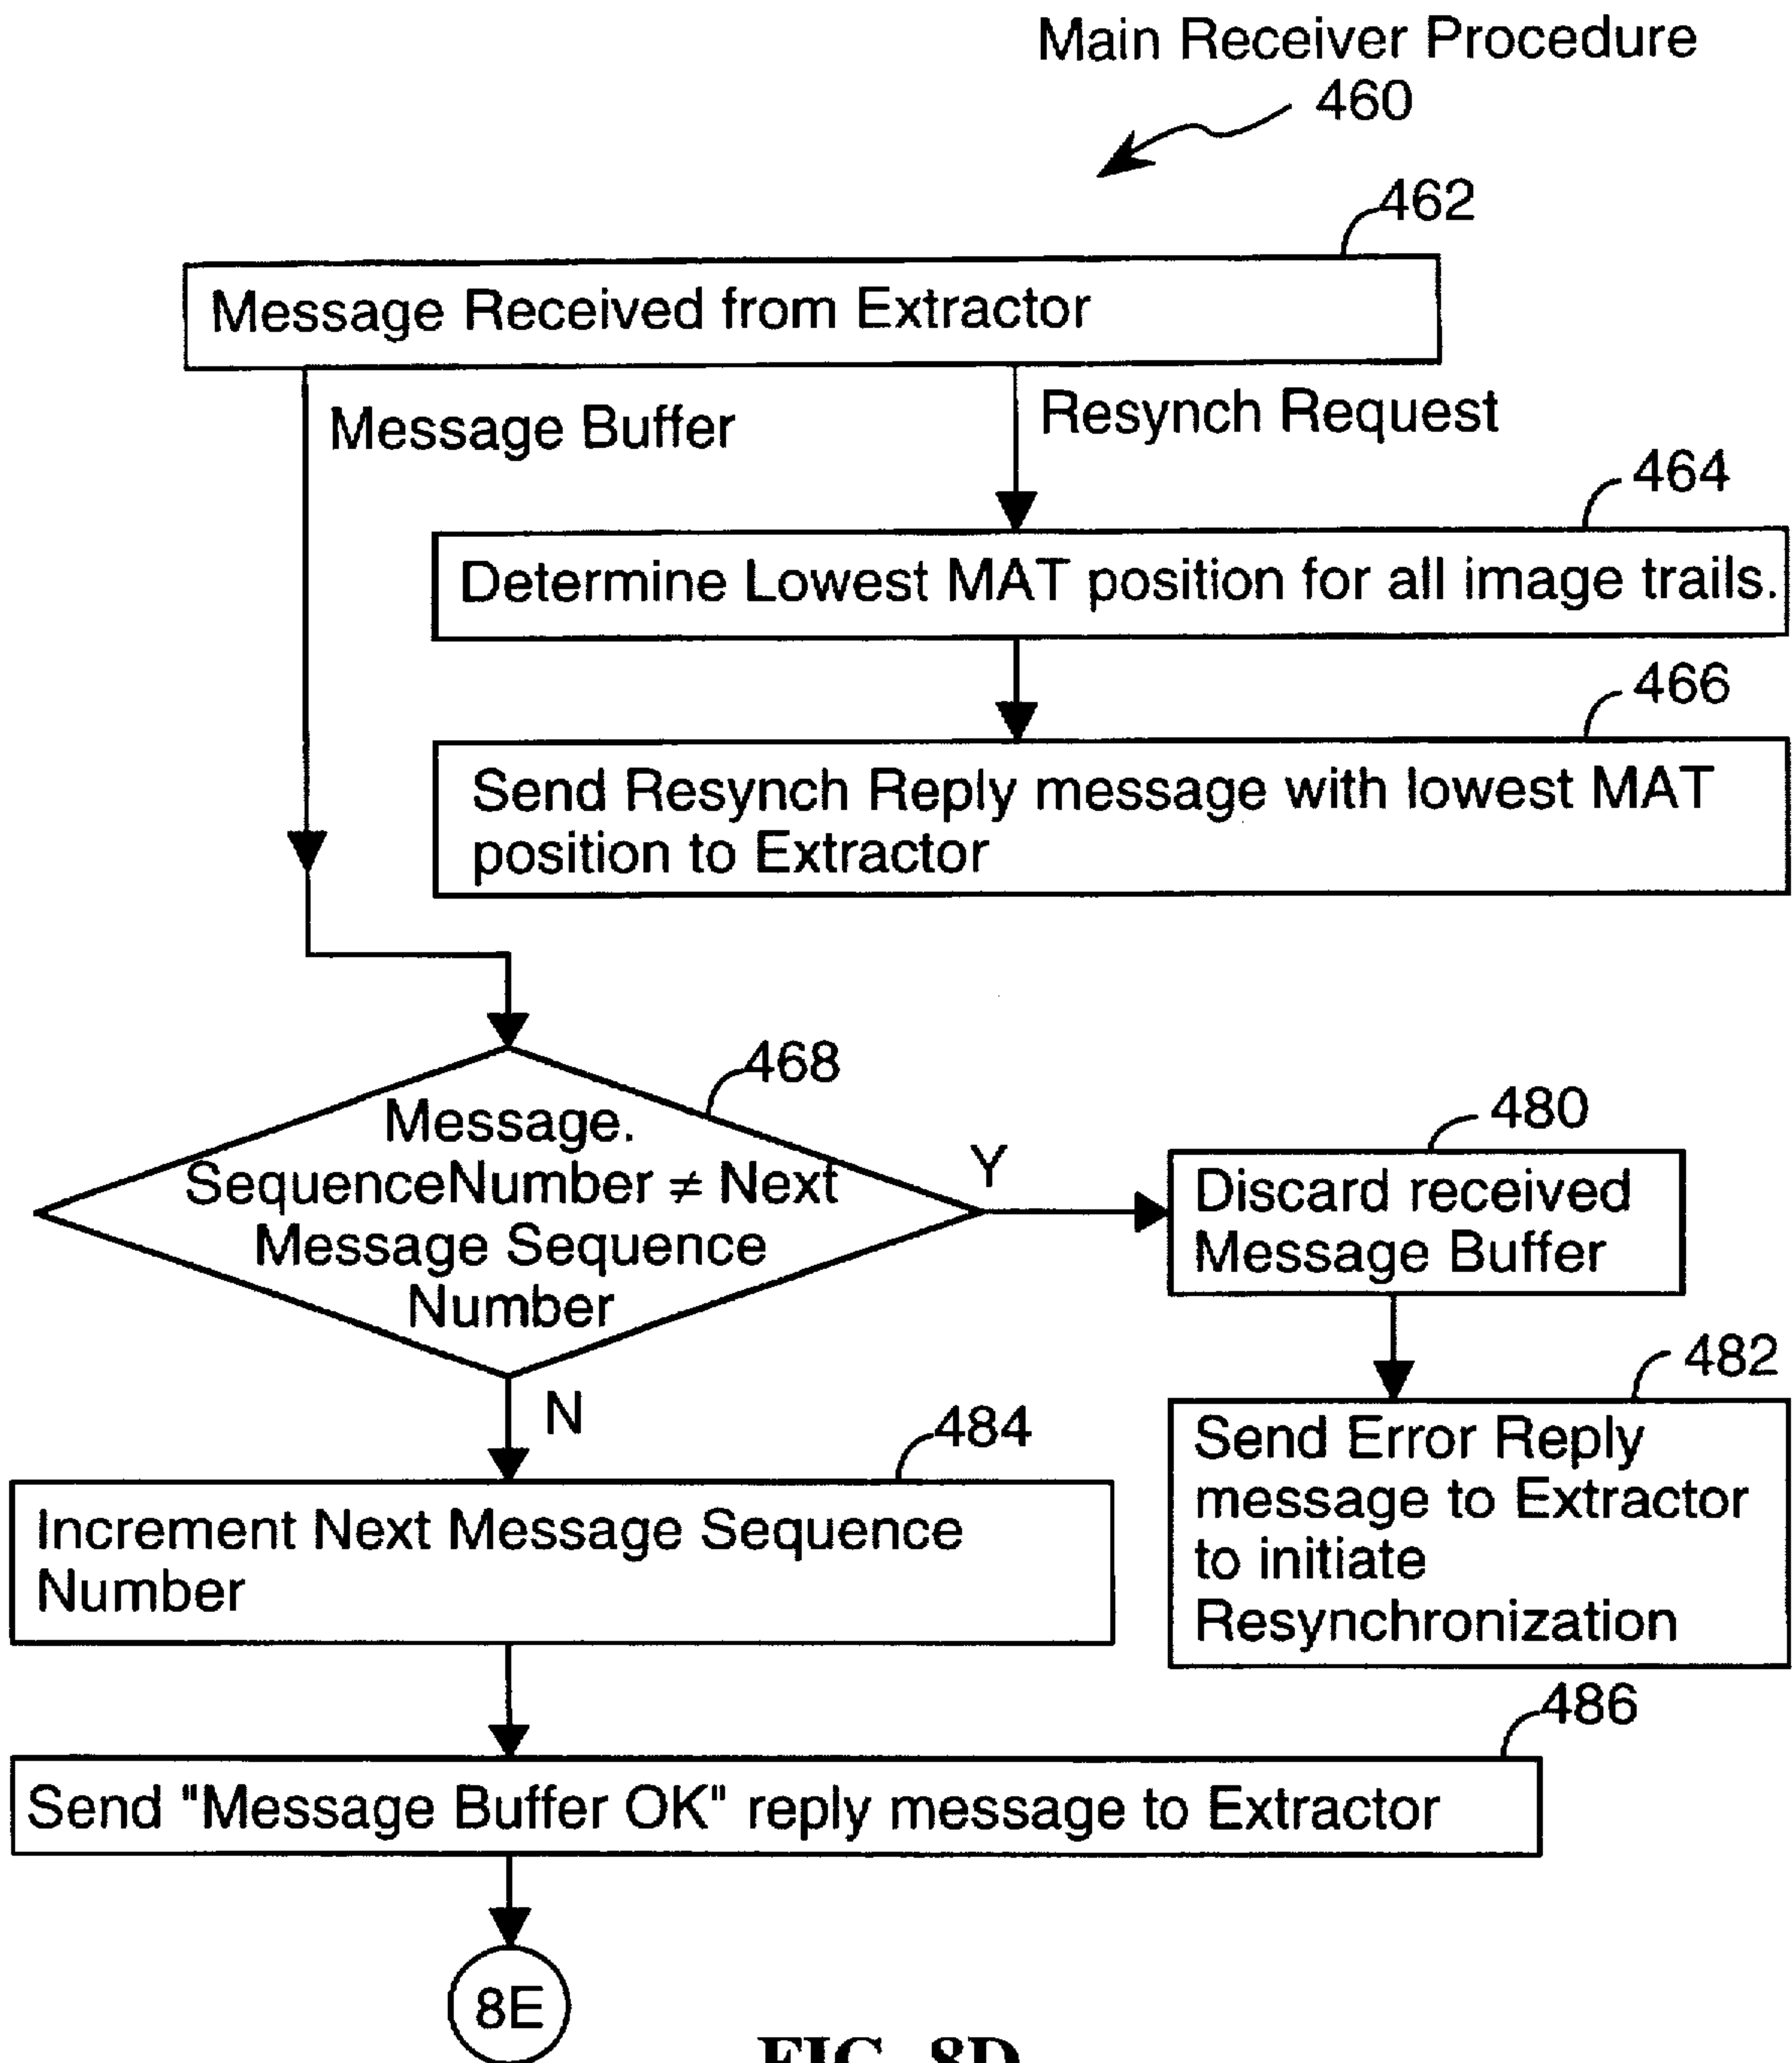 Main Receiver Procedure
460
462
Message Received from Extractor
Message Buffer
Resynch Request
464
Determine Lowest MAT position for all image trails.
466
Send Resynch Reply message with lowest MAT
position to Extractor
468
Message.
SequenceNumber ≠ Next
Message Sequence
Number
Y
480
Discard received
Message Buffer
482
Send Error Reply
message to Extractor
to initiate
Resynchronization
N
484
Increment Next Message Sequence
Number
486
Send "Message Buffer OK" reply message to Extractor
8E
FIG. 8D